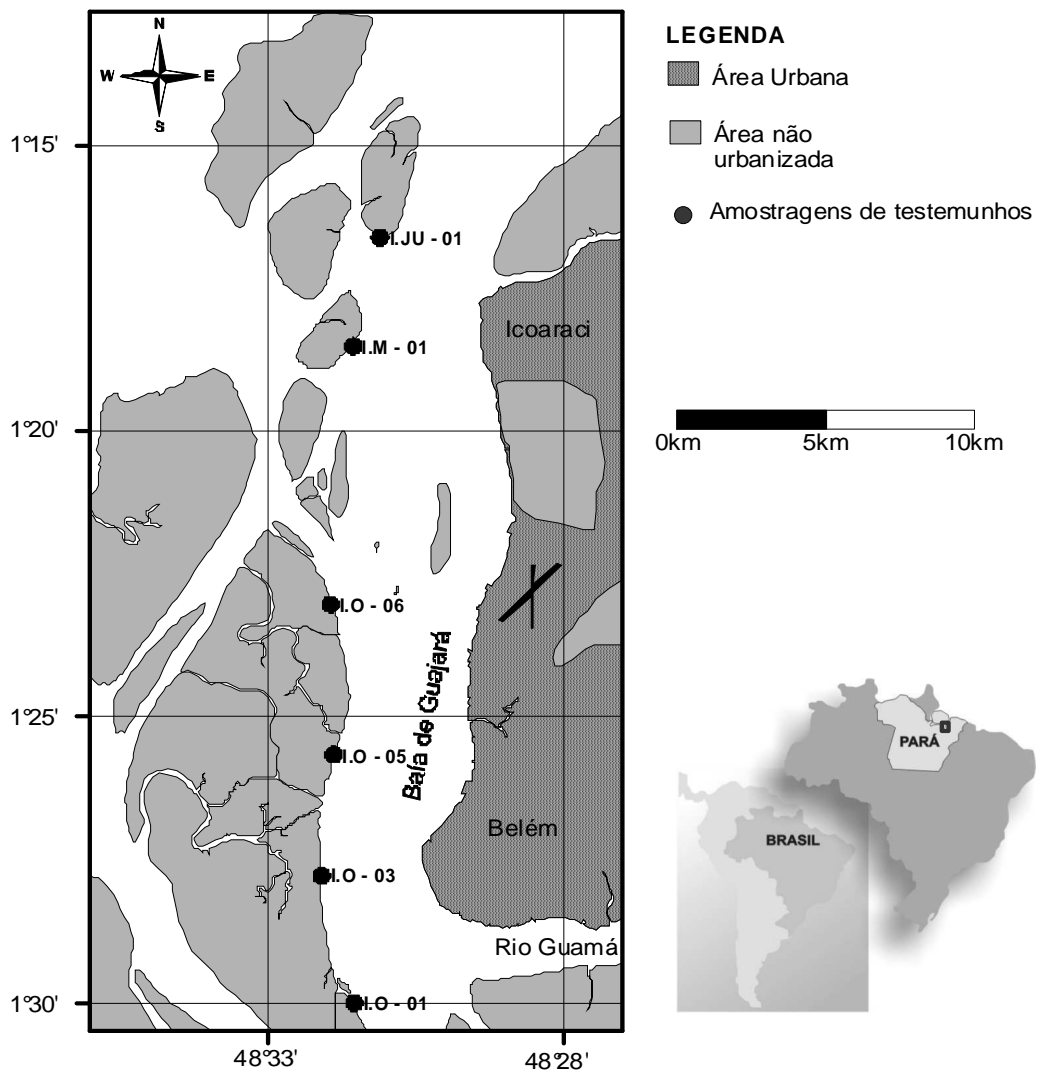 N
W E
S
1°15'
I.JU - 01
Icoaraci
I.M - 01
1°20'
I.O - 06
Baía de Guajará
1°25'
I.O - 05
Belém
I.O - 03
Rio Guamá
1°30'
I.O - 01
48°33'
48°28'
LEGENDA
Área Urbana
Área não
urbanizada
Amostragens de testemunhos
0km 5km 10km
PARÁ
BRASIL